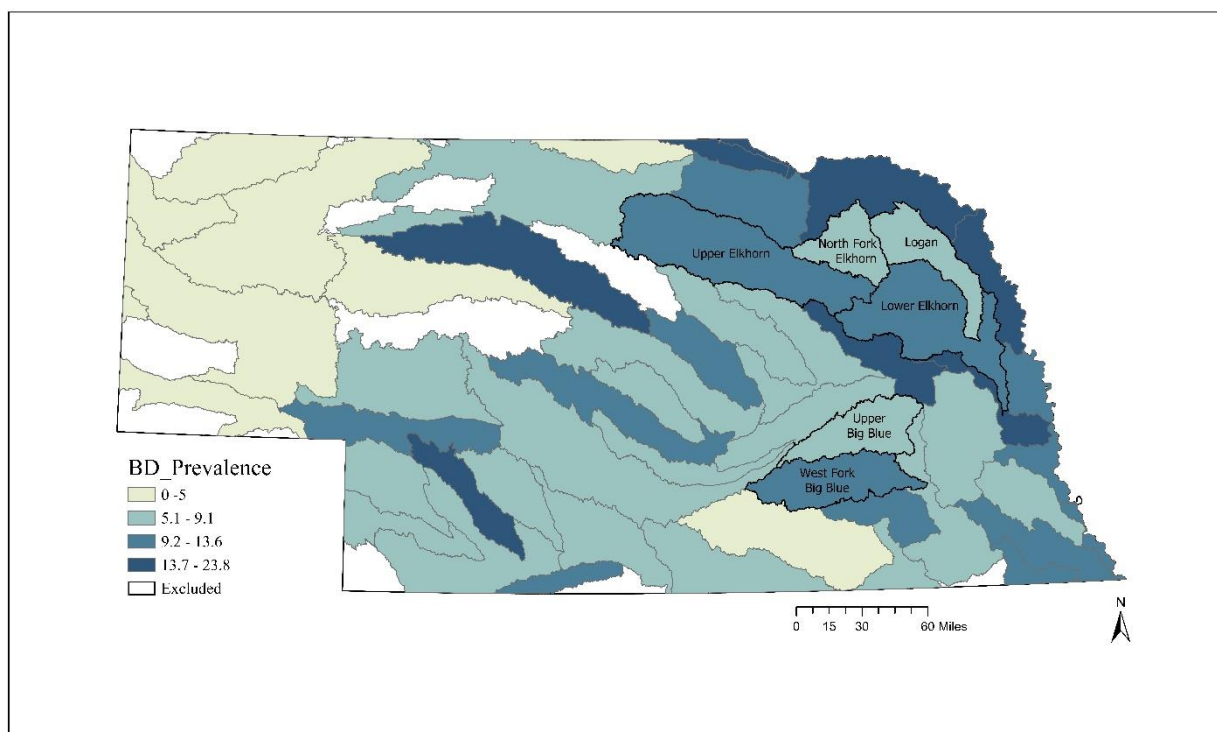 Upper Elkhorn
North Fork
Elkhorn
Logan
Lower Elkhorn
Upper
Big Blue
West Fork
Big Blue
BD_Prevalence
0 -5
5.1 - 9.1
9.2 - 13.6
13.7 - 23.8
Excluded
0 15 30 60 Miles
N